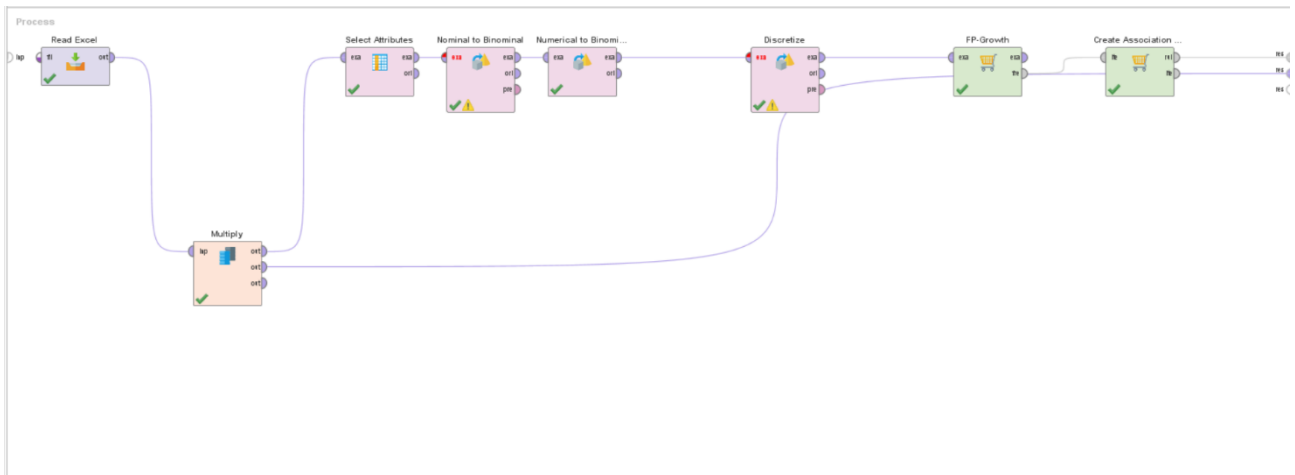 Process
Read Excel
Select Attributes
Nominal to Binominal
Numerical to Binomi...
Discretize
FP-Growth
Create Association ...
inp
fil
out
exa
exa
ori
exa
exa
ori
pre
exa
exa
ori
exa
exa
ori
pre
exa
exa
fre
rul
res
res
res
Multiply
inp
out
out
out